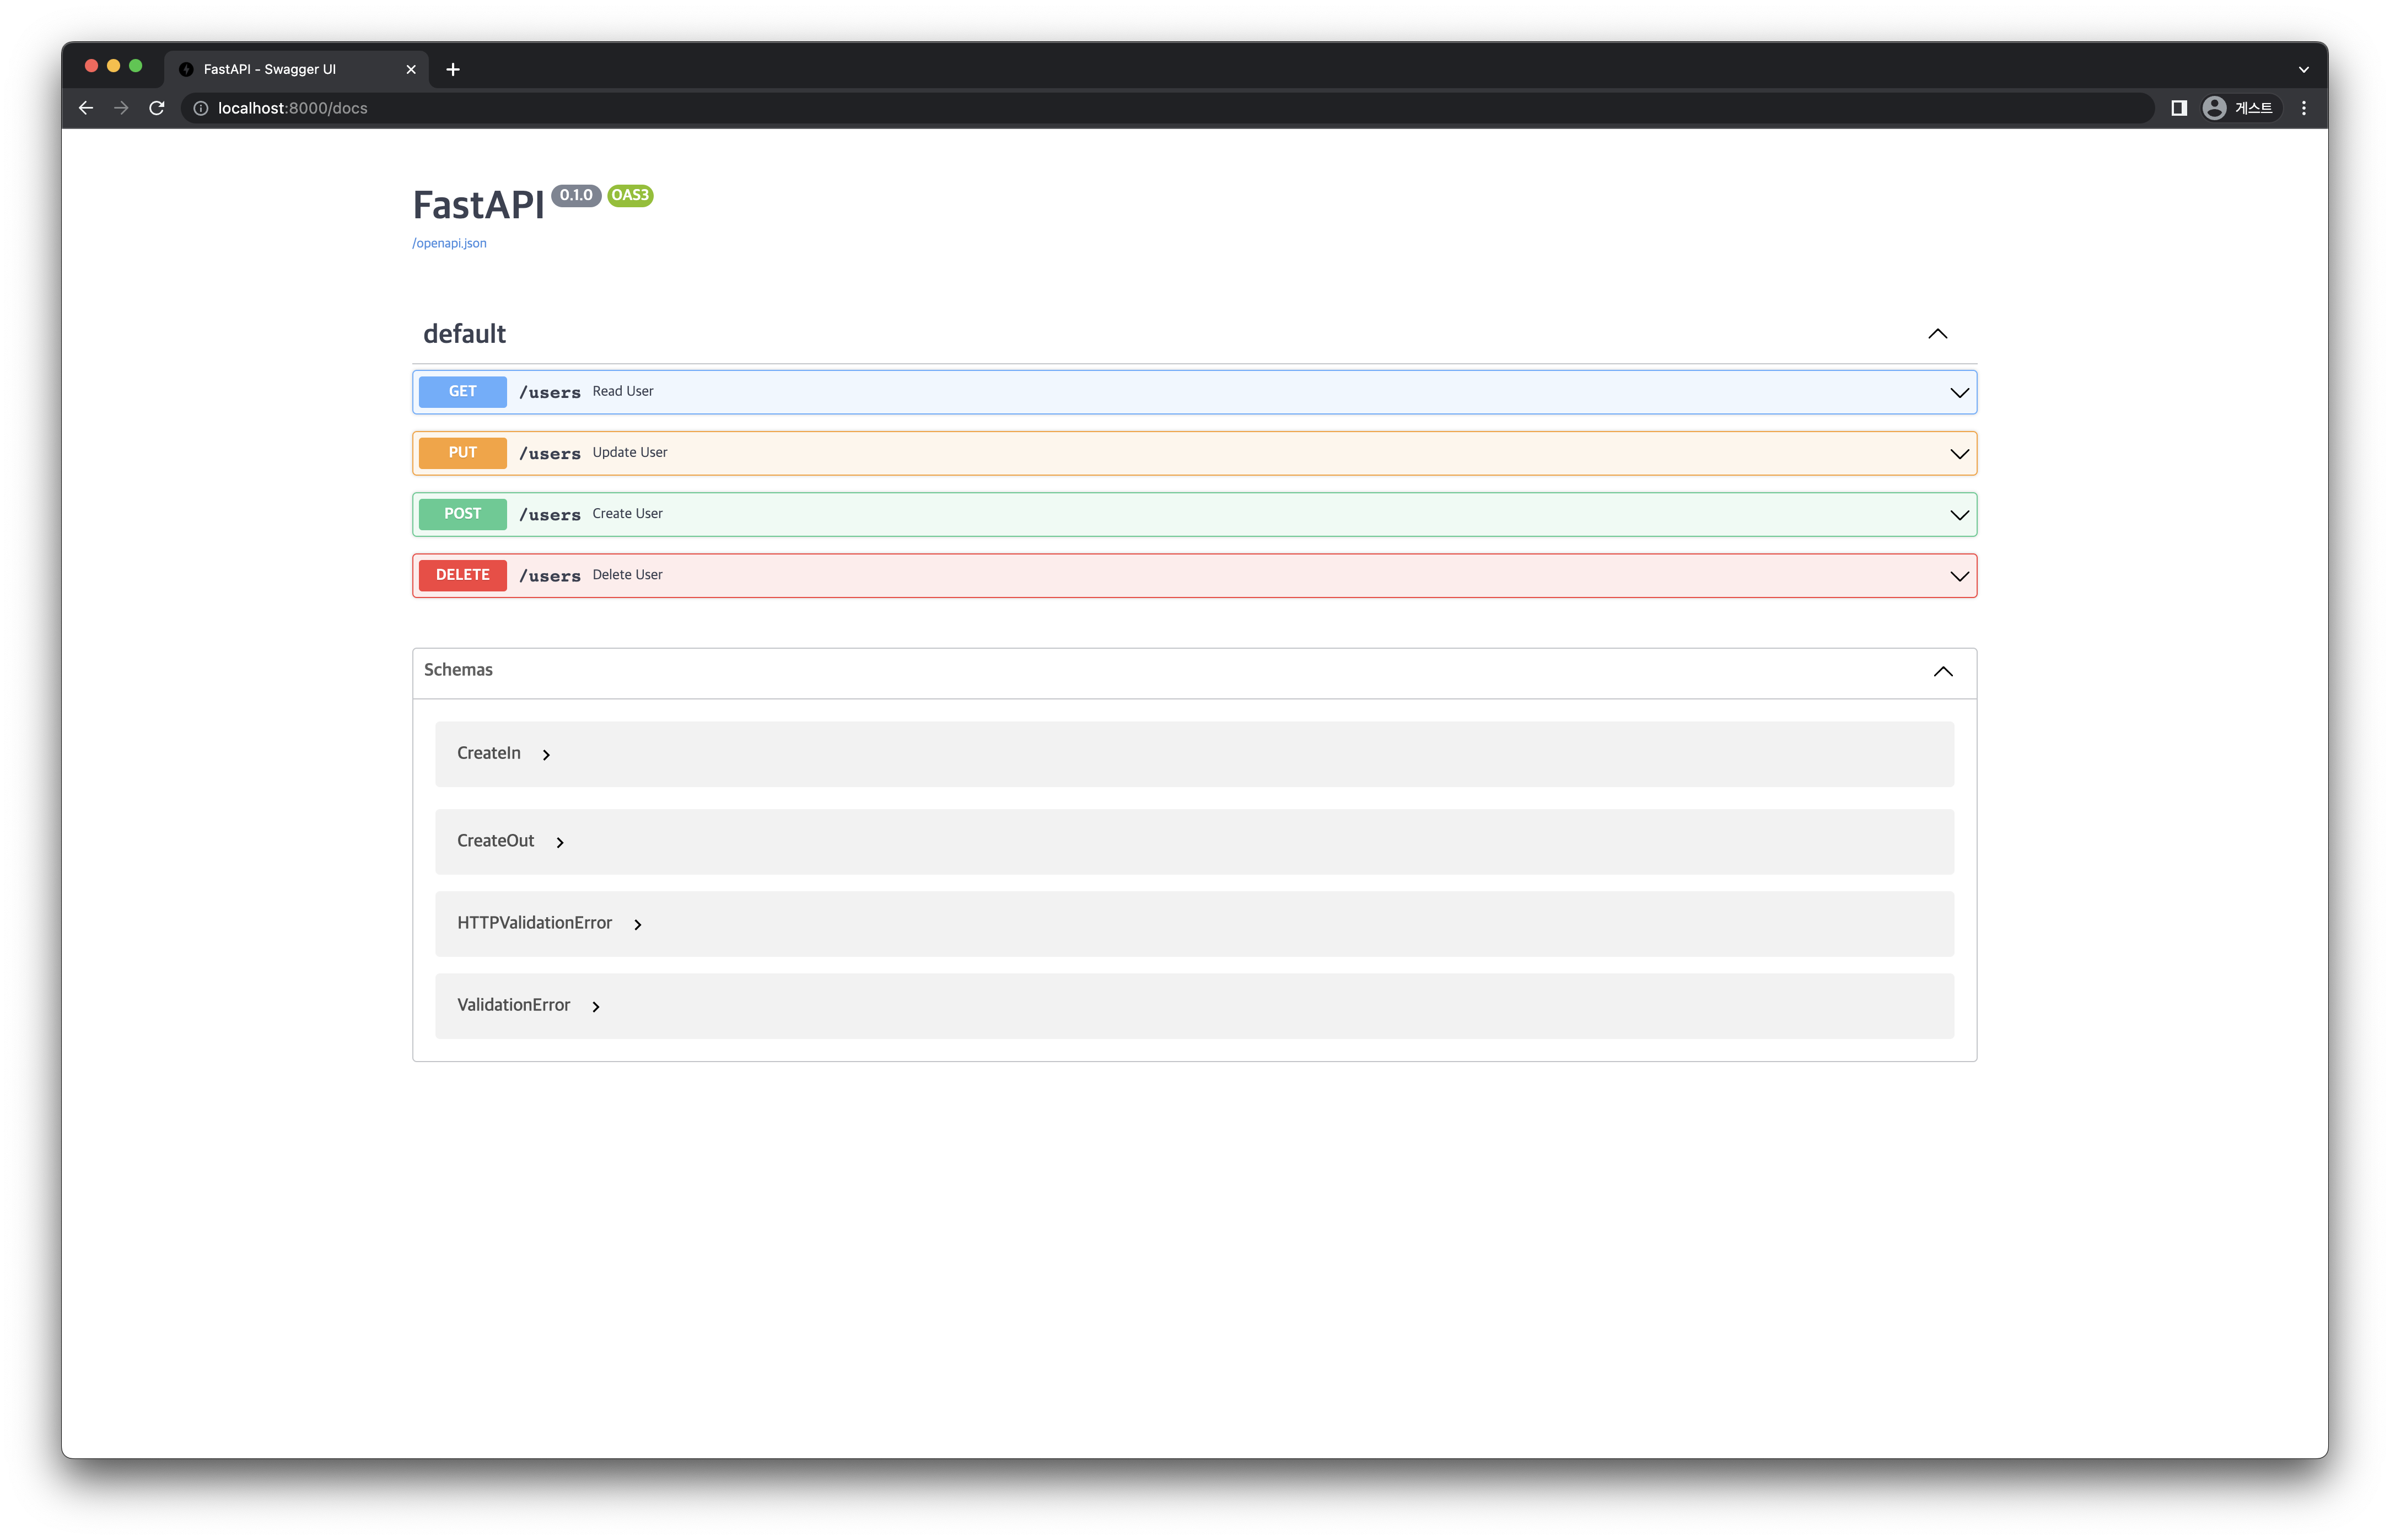 FastAPI - Swagger UI
localhost:8000/docs
게스트
FastAPI 0.1.0 OAS3
/openapi.json
default
GET /users Read User
PUT /users Update User
POST /users Create User
DELETE /users Delete User
Schemas
CreateIn
CreateOut
HTTPValidationError
ValidationError